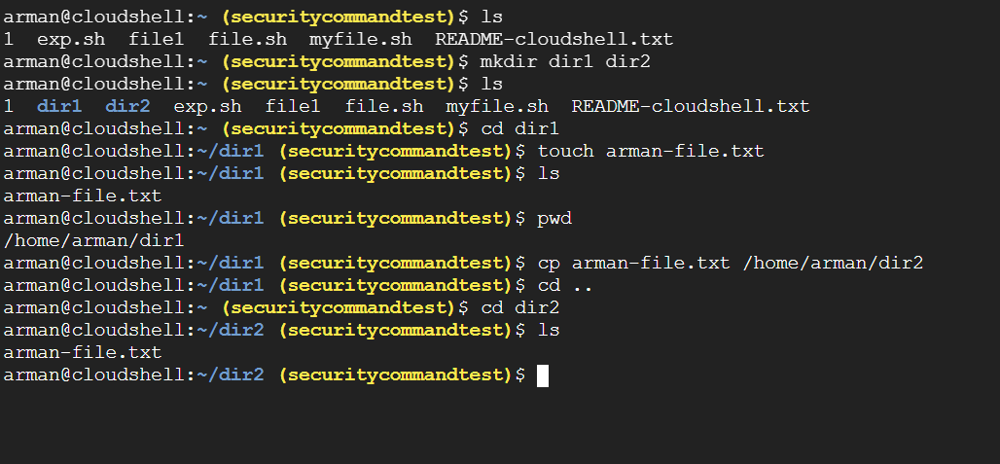 arman@cloudshell:~ (securitycommandtest)$ ls
1  exp.sh  file1  file.sh  myfile.sh  README-cloudshell.txt
arman@cloudshell:~ (securitycommandtest)$ mkdir dir1 dir2
arman@cloudshell:~ (securitycommandtest)$ ls
1  dir1  dir2  exp.sh  file1  file.sh  myfile.sh  README-cloudshell.txt
arman@cloudshell:~ (securitycommandtest)$ cd dir1
arman@cloudshell:~/dir1 (securitycommandtest)$ touch arman-file.txt
arman@cloudshell:~/dir1 (securitycommandtest)$ ls
arman-file.txt
arman@cloudshell:~/dir1 (securitycommandtest)$ pwd
/home/arman/dir1
arman@cloudshell:~/dir1 (securitycommandtest)$ cp arman-file.txt /home/arman/dir2
arman@cloudshell:~/dir1 (securitycommandtest)$ cd ..
arman@cloudshell:~ (securitycommandtest)$ cd dir2
arman@cloudshell:~/dir2 (securitycommandtest)$ ls
arman-file.txt
arman@cloudshell:~/dir2 (securitycommandtest)$